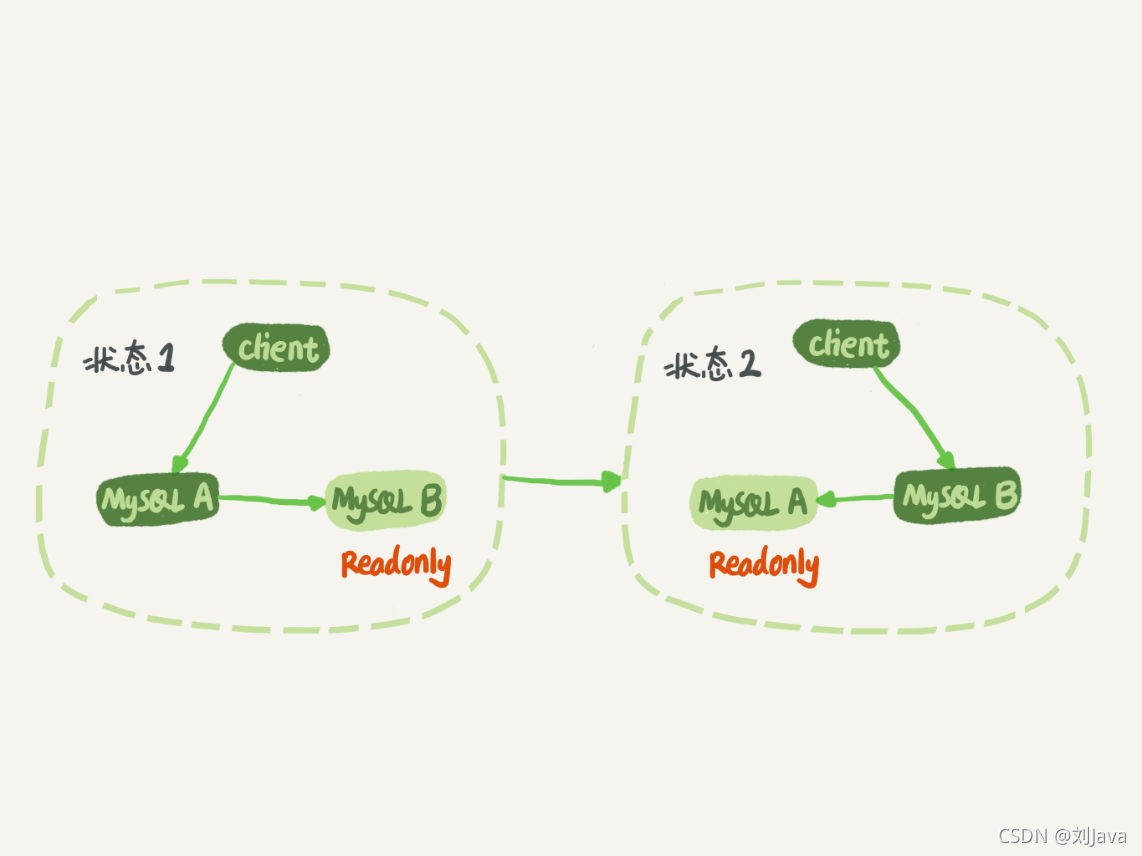 状态1
client
MySQL A
MySQL B
Readonly
状态2
client
MySQL A
MySQL B
Readonly
CSDN @刘Java